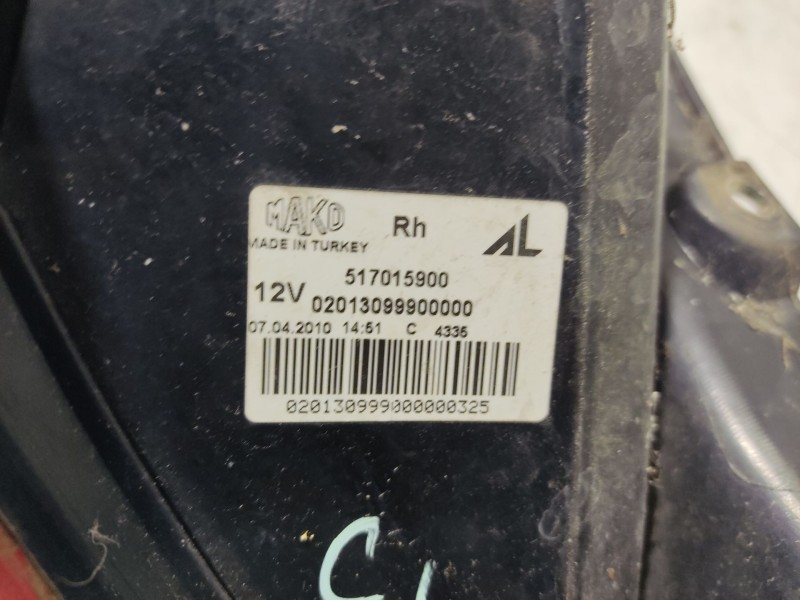 MAKO Rh AL
MADE IN TURKEY
517015900
12V 02013099900000
07.04.2010 14:51 C 4335
020130999000000325